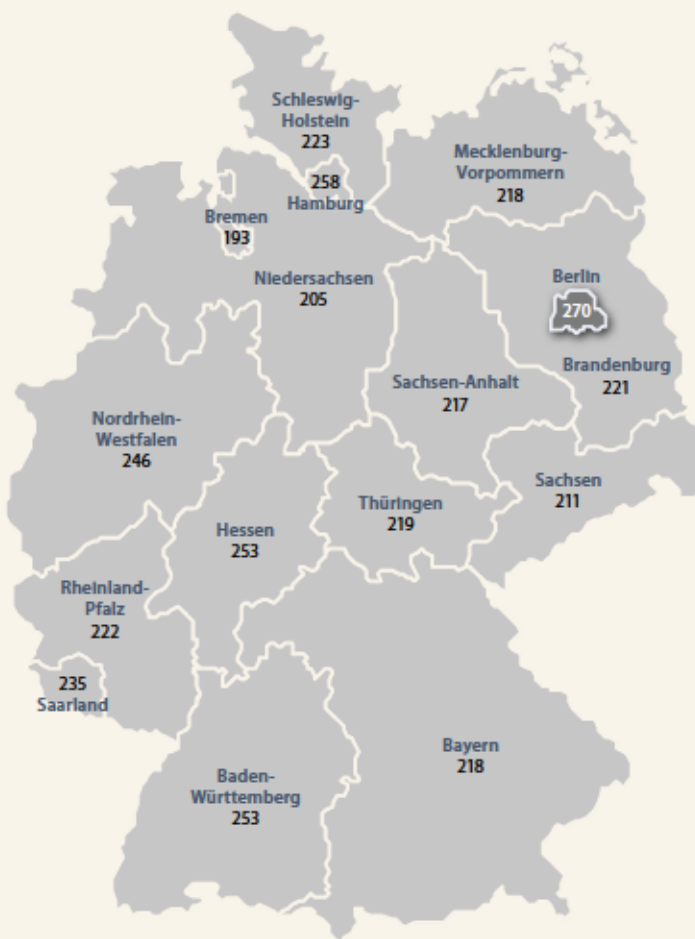 Schleswig-
Holstein
223
Mecklenburg-
Vorpommern
218
258
Hamburg
Bremen
193
Niedersachsen
205
Berlin
270
Brandenburg
221
Sachsen-Anhalt
217
Nordrhein-
Westfalen
246
Sachsen
211
Thüringen
219
Hessen
253
Rheinland-
Pfalz
222
235
Saarland
Bayern
218
Baden-
Württemberg
253